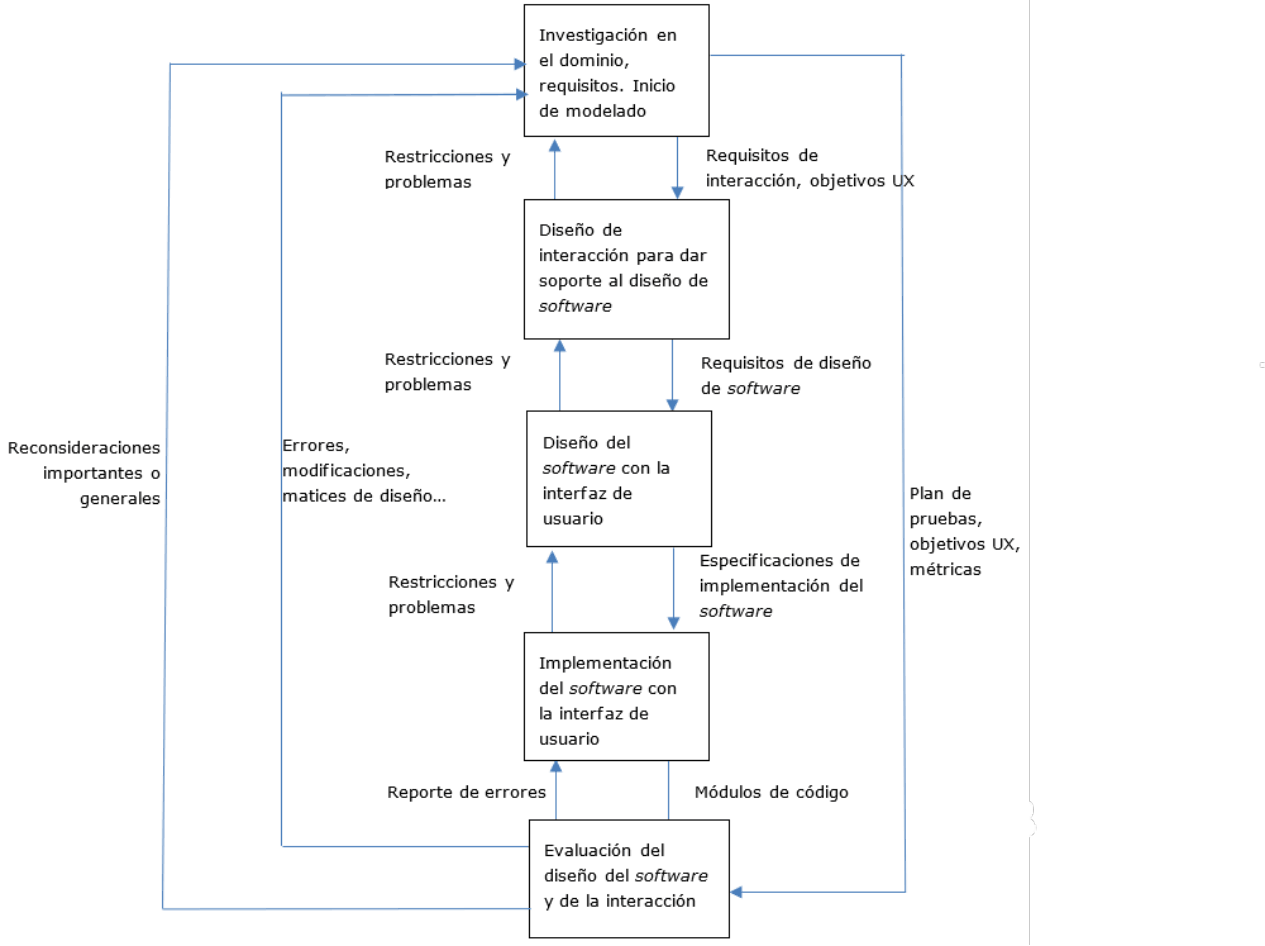 Investigación en
el dominio,
requisitos. Inicio
de modelado
Restricciones y
problemas
Requisitos de
interacción, objetivos UX
Diseño de
interacción para dar
soporte al diseño de
software
Restricciones y
problemas
Requisitos de diseño
de software
Reconsideraciones
importantes o
generales
Errores,
modificaciones,
matices de diseño...
Diseño del
software con la
interfaz de
usuario
Plan de
pruebas,
objetivos UX,
métricas
Restricciones y
problemas
Especificaciones de
implementación del
software
Implementación
del software con
la interfaz de
usuario
Reporte de errores
Módulos de código
Evaluación del
diseño del software
y de la interacción